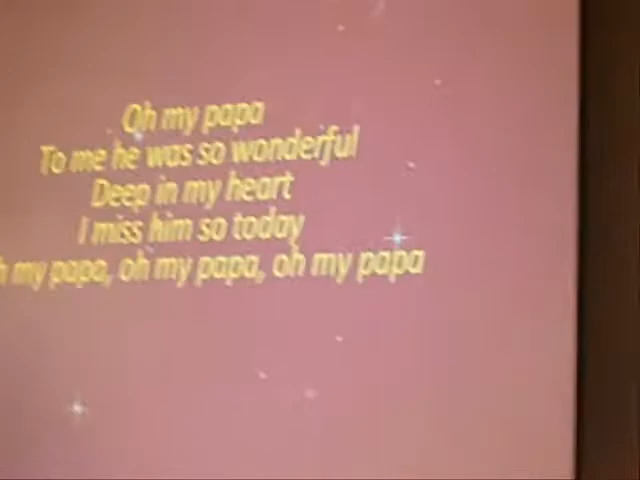 Oh my papa
To me he was so wonderful
Deep in my heart
I miss him so today
h my papa, oh my papa, oh my papa